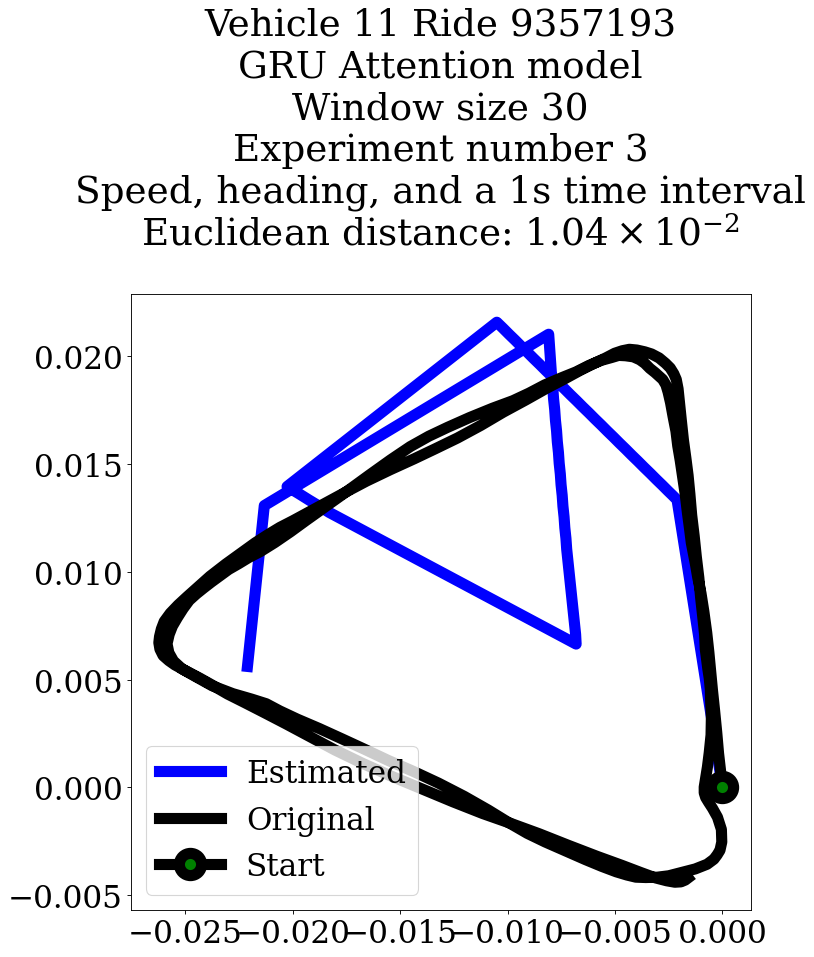 Vehicle 11 Ride 9357193
GRU Attention model
Window size 30
Experiment number 3
Speed, heading, and a 1s time interval
Euclidean distance: 1.04 × 10⁻²
0.020
0.015
0.010
0.005
0.000
−0.005
Estimated
Original
Start
−0.025 −0.020 −0.015 −0.010 −0.005 0.000